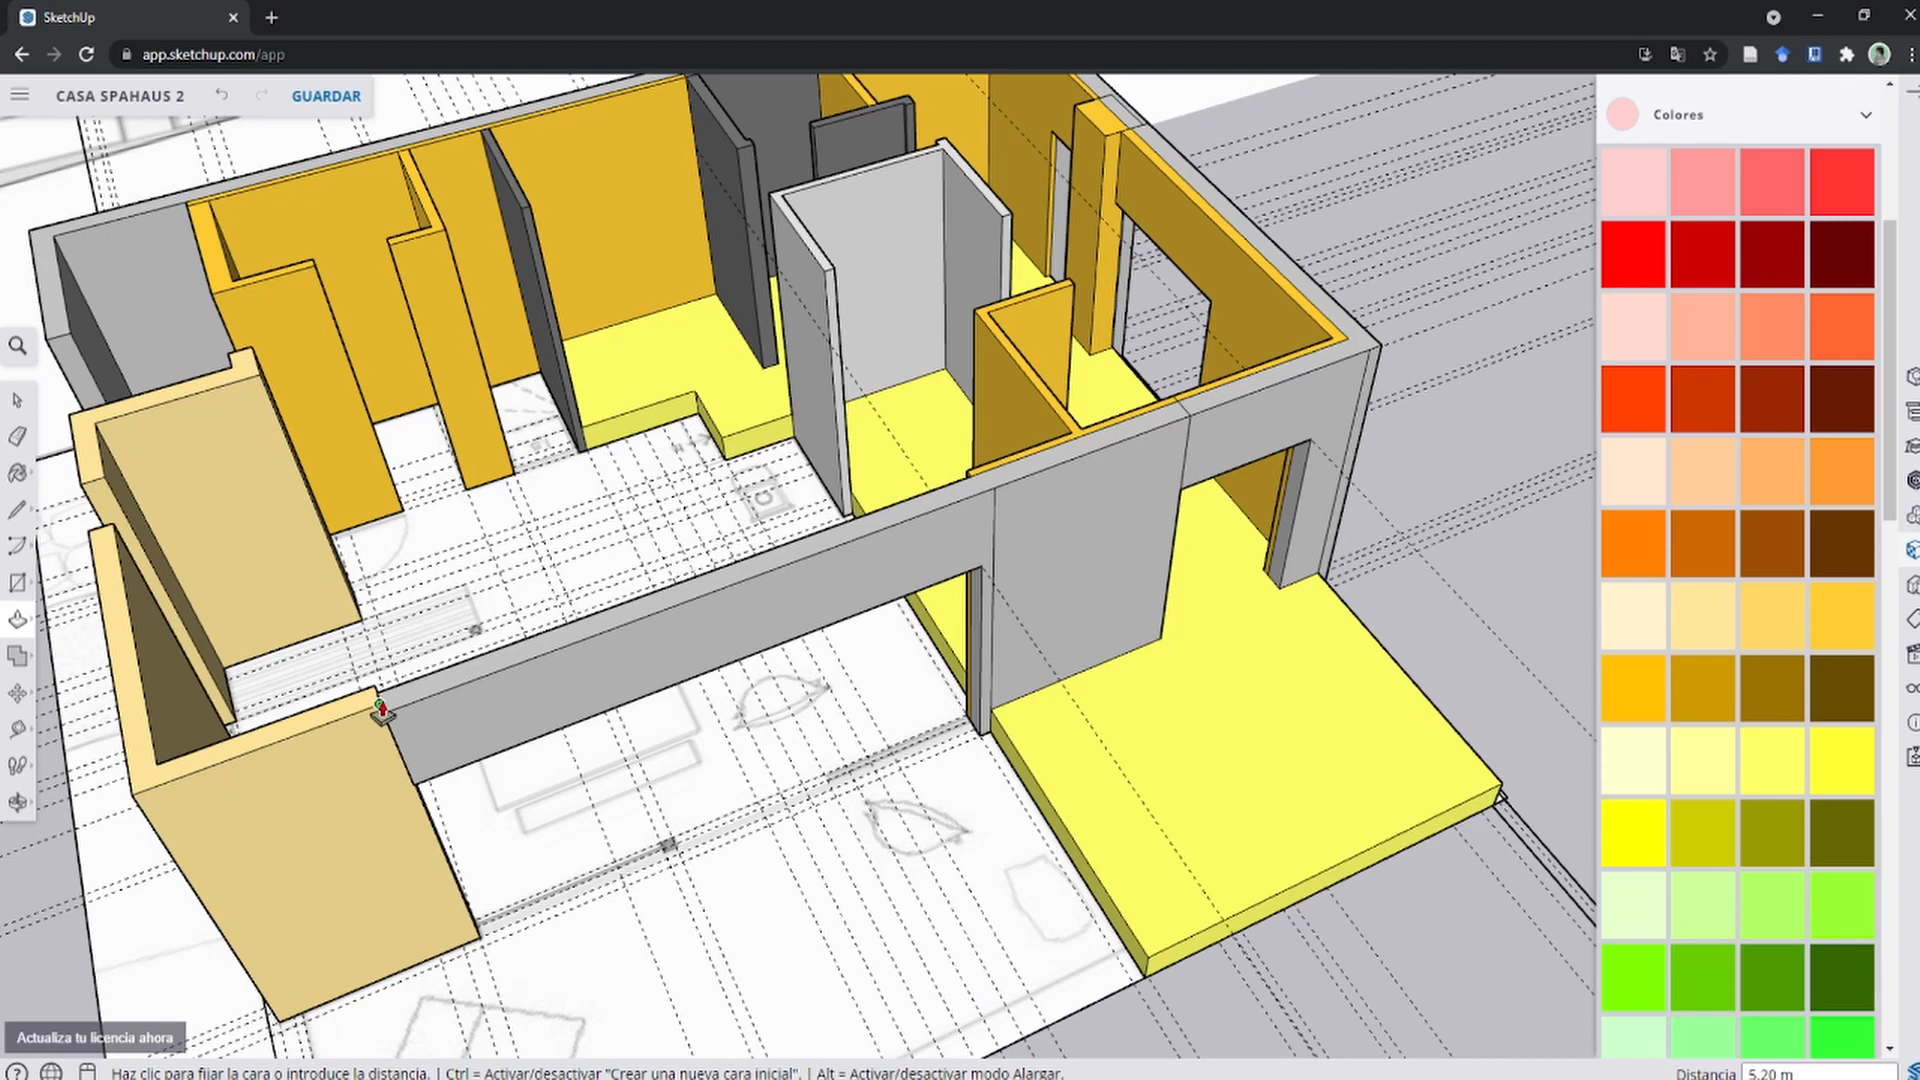 SketchUp
app.sketchup.com/app
CASA SPAHAUS 2
GUARDAR
Colores
Actualiza tu licencia ahora
Haz clic para fijar la cara o introduce la distancia. | Ctrl = Activar/desactivar "Crear una nueva cara inicial". | Alt = Activar/desactivar modo Alargar.
Distancia 5,20 m